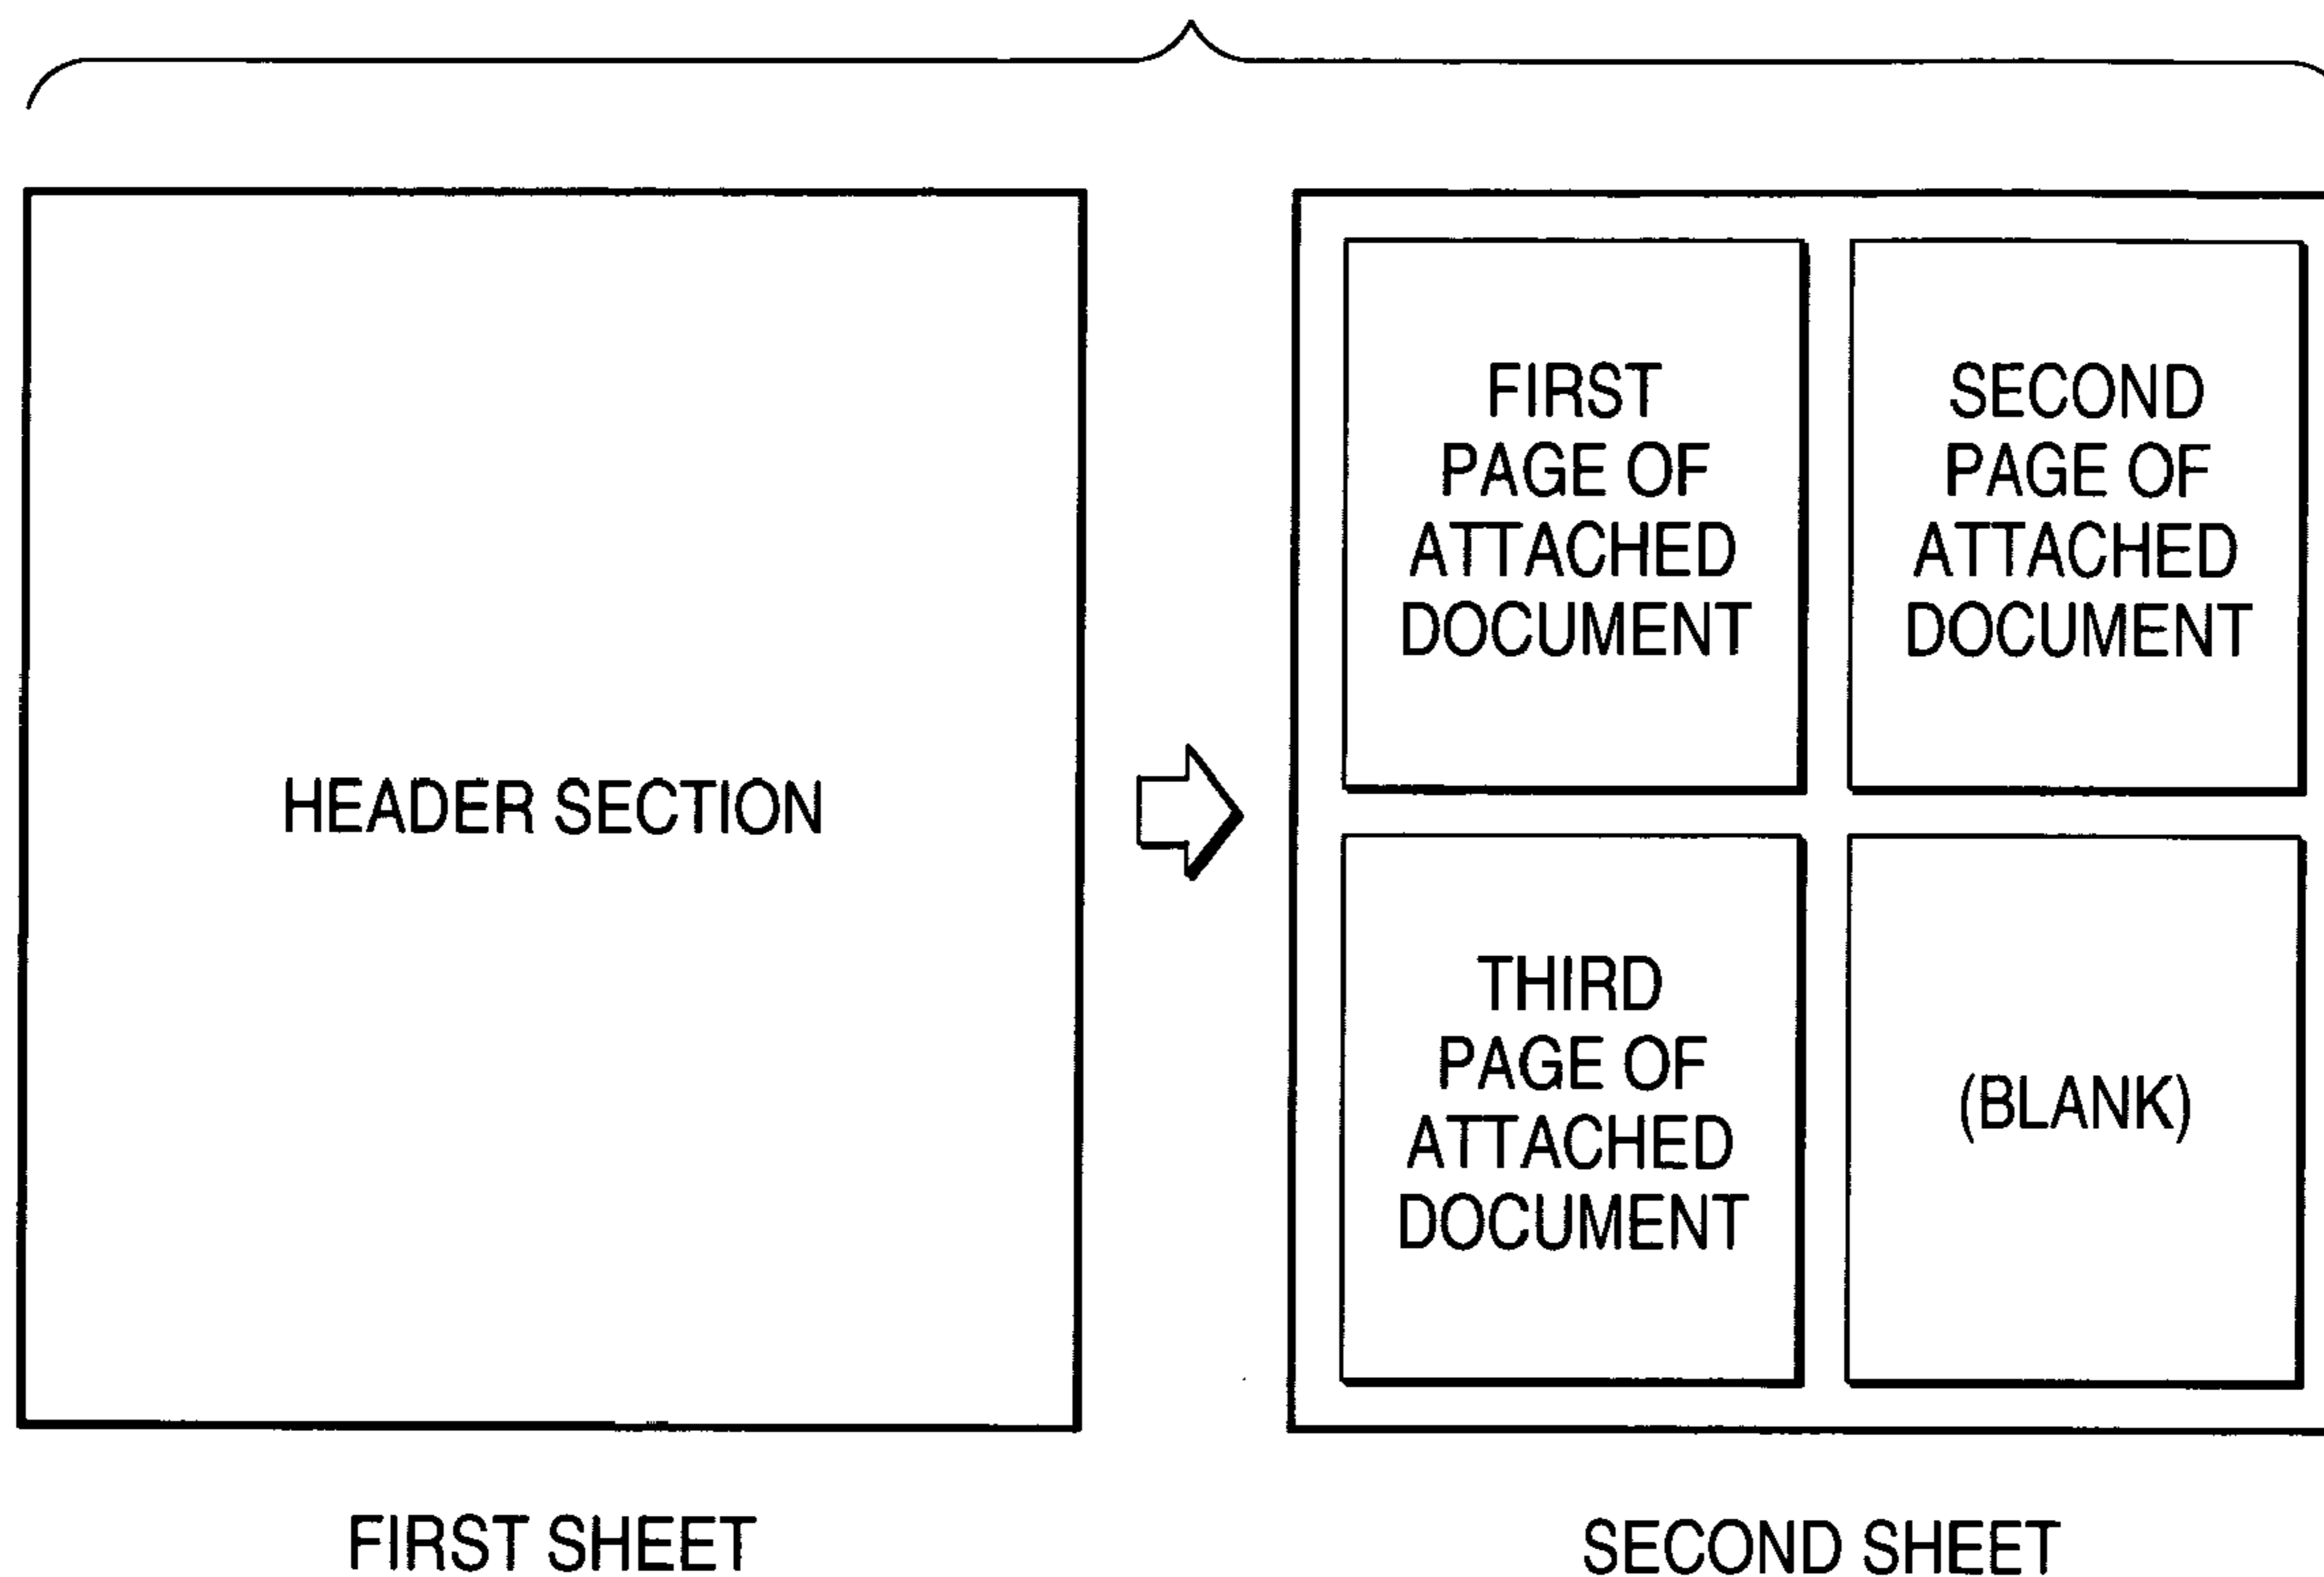 HEADER SECTION
FIRST
PAGE OF
ATTACHED
DOCUMENT
SECOND
PAGE OF
ATTACHED
DOCUMENT
THIRD
PAGE OF
ATTACHED
DOCUMENT
(BLANK)
FIRST SHEET
SECOND SHEET